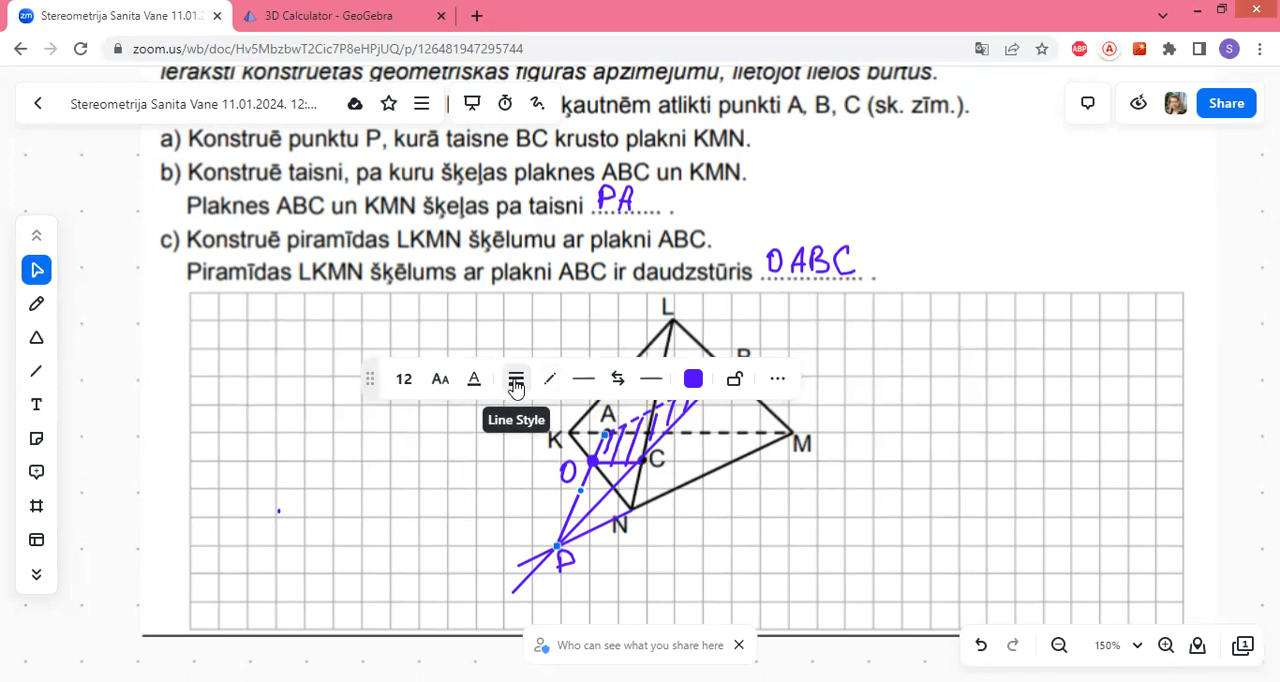 Stereometrija Sanita Vane 11.01.2
3D Calculator - GeoGebra
zoom.us/wb/doc/Hv5MbzbwT2Cic7P8eHPjUQ/p/126481947295744
ABP
S
Ieraksti konstruētās ģeometriskās figūras apzīmējumu, lietojot lielos burtus.
Stereometrija Sanita Vane 11.01.2024. 12:...
šķautnēm atlikti punkti A, B, C (sk. zīm.).
Share
a) Konstruē punktu P, kurā taisne BC krusto plakni KMN.
b) Konstruē taisni, pa kuru šķeļas plaknes ABC un KMN.
Plaknes ABC un KMN šķeļas pa taisni PA .
c) Konstruē piramīdas LKMN šķēlumu ar plakni ABC.
Piramīdas LKMN šķēlums ar plakni ABC ir daudzstūris OABC .
L
B
12
Line Style
A
K
M
C
O
N
P
Who can see what you share here
150%
1